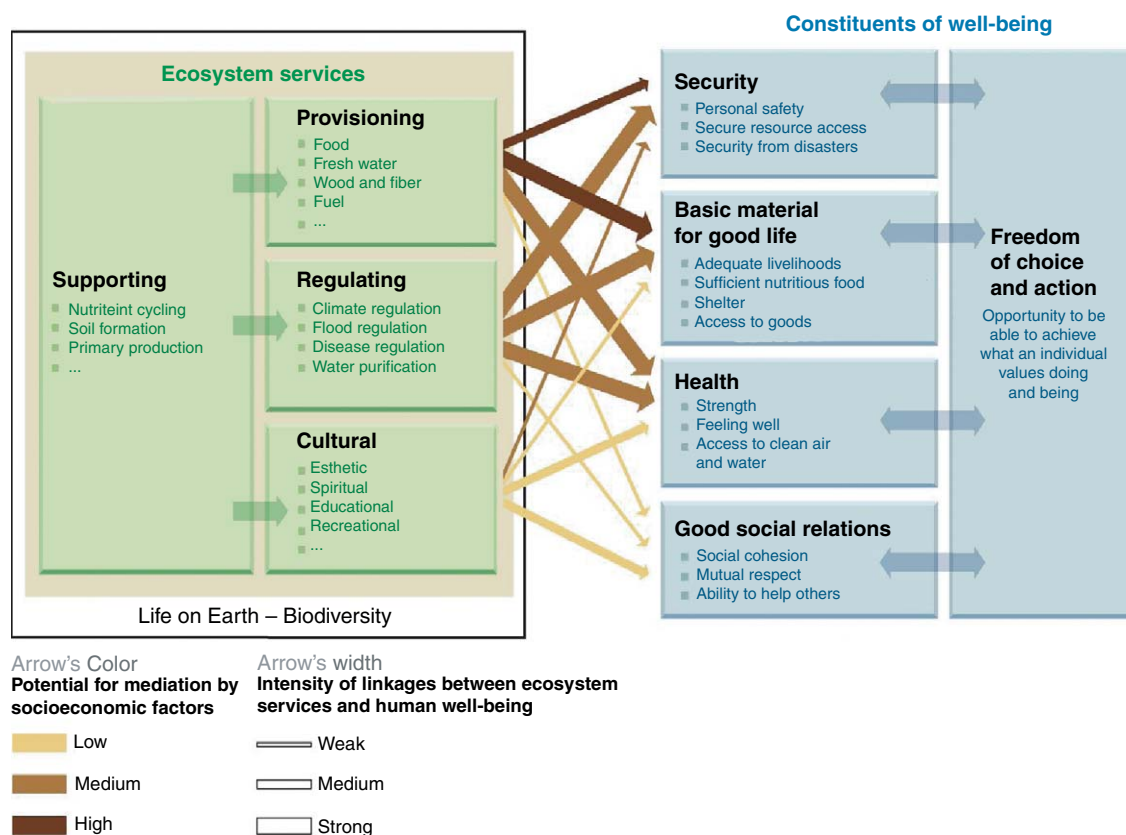 Constituents of well-being
Ecosystem services
Supporting
Nutriteint cycling
Soil formation
Primary production
...
Provisioning
Food
Fresh water
Wood and fiber
Fuel
...
Regulating
Climate regulation
Flood regulation
Disease regulation
Water purification
Cultural
Esthetic
Spiritual
Educational
Recreational
...
Life on Earth – Biodiversity
Security
Personal safety
Secure resource access
Security from disasters
Basic material
for good life
Adequate livelihoods
Sufficient nutritious food
Shelter
Access to goods
Health
Strength
Feeling well
Access to clean air
and water
Good social relations
Social cohesion
Mutual respect
Ability to help others
Freedom
of choice
and action
Opportunity to be
able to achieve
what an individual
values doing
and being
Arrow's Color
Potential for mediation by
socioeconomic factors
Low
Medium
High
Arrow's width
Intensity of linkages between ecosystem
services and human well-being
Weak
Medium
Strong